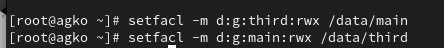 [root@agko ~]# setfacl -m d:g:third:rwx /data/main
[root@agko ~]# setfacl -m d:g:main:rwx /data/third